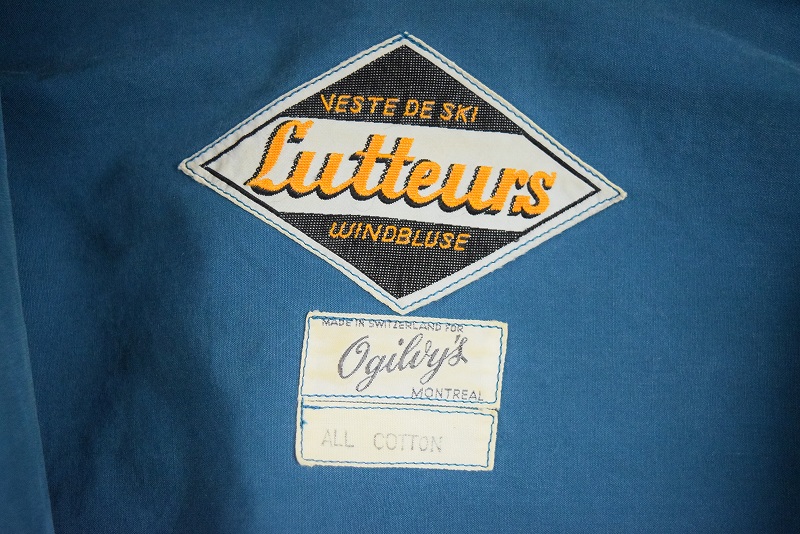 VESTE DE SKI
Lutteurs
WINDBLUSE
MADE IN SWITZERLAND FOR
Ogilvy's
MONTREAL
ALL COTTON